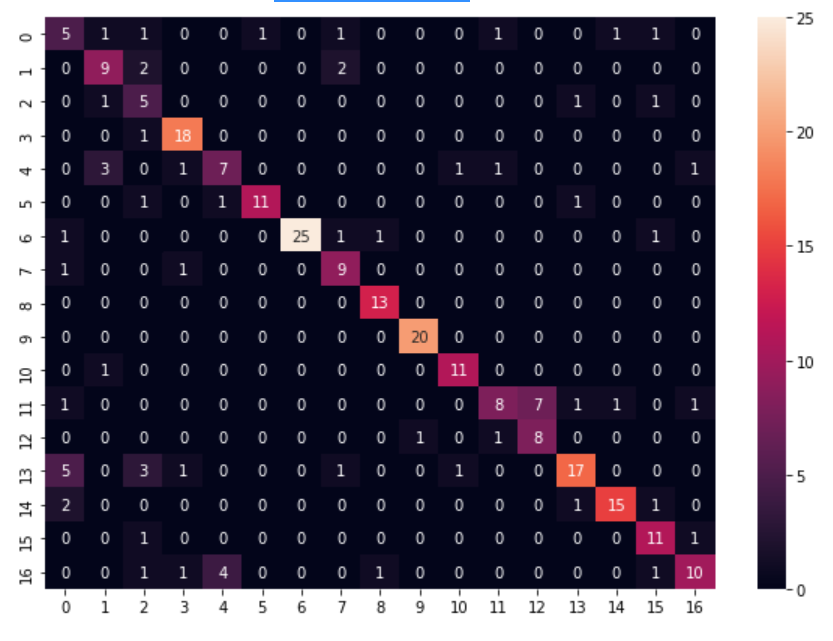 0 5 1 1 0 0 1 0 1 0 0 0 1 0 0 1 1 0
1 0 9 2 0 0 0 0 2 0 0 0 0 0 0 0 0 0
2 0 1 5 0 0 0 0 0 0 0 0 0 0 1 0 1 0
3 0 0 1 18 0 0 0 0 0 0 0 0 0 0 0 0 0
4 0 3 0 1 7 0 0 0 0 0 1 1 0 0 0 0 1
5 0 0 1 0 1 11 0 0 0 0 0 0 0 1 0 0 0
6 1 0 0 0 0 0 25 1 1 0 0 0 0 0 0 1 0
7 1 0 0 1 0 0 0 9 0 0 0 0 0 0 0 0 0
8 0 0 0 0 0 0 0 0 13 0 0 0 0 0 0 0 0
9 0 0 0 0 0 0 0 0 0 20 0 0 0 0 0 0 0
10 0 1 0 0 0 0 0 0 0 0 11 0 0 0 0 0 0
11 1 0 0 0 0 0 0 0 0 0 0 8 7 1 1 0 1
12 0 0 0 0 0 0 0 0 0 1 0 1 8 0 0 0 0
13 5 0 3 1 0 0 0 1 0 0 1 0 0 17 0 0 0
14 2 0 0 0 0 0 0 0 0 0 0 0 0 1 15 1 0
15 0 0 1 0 0 0 0 0 0 0 0 0 0 0 0 11 1
16 0 0 1 1 4 0 0 0 1 0 0 0 0 0 0 1 10
0 1 2 3 4 5 6 7 8 9 10 11 12 13 14 15 16
25
20
15
10
5
0